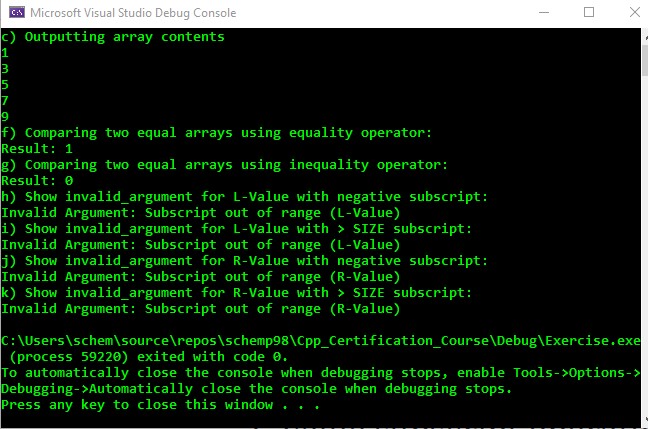 Microsoft Visual Studio Debug Console
c) Outputting array contents
1
3
5
7
9
f) Comparing two equal arrays using equality operator:
Result: 1
g) Comparing two equal arrays using inequality operator:
Result: 0
h) Show invalid_argument for L-Value with negative subscript:
Invalid Argument: Subscript out of range (L-Value)
i) Show invalid_argument for L-Value with > SIZE subscript:
Invalid Argument: Subscript out of range (L-Value)
j) Show invalid_argument for R-Value with negative subscript:
Invalid Argument: Subscript out of range (R-Value)
k) Show invalid_argument for R-Value with > SIZE subscript:
Invalid Argument: Subscript out of range (R-Value)
C:\Users\schem\source\repos\schemp98\Cpp_Certification_Course\Debug\Exercise.exe
(process 59220) exited with code 0.
To automatically close the console when debugging stops, enable Tools->Options->
Debugging->Automatically close the console when debugging stops.
Press any key to close this window . . .